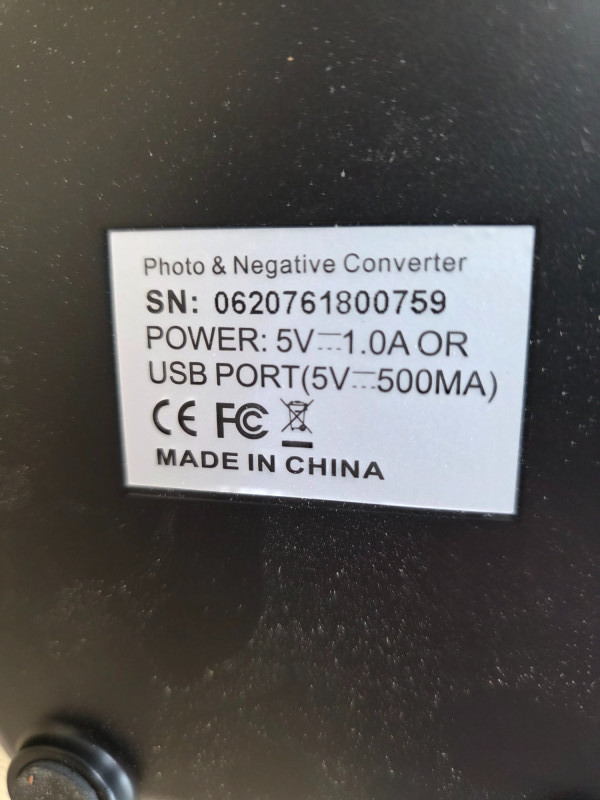 Photo & Negative Converter
SN: 0620761800759
POWER: 5V⎓1.0A OR
USB PORT(5V⎓500MA)
CE FC
MADE IN CHINA